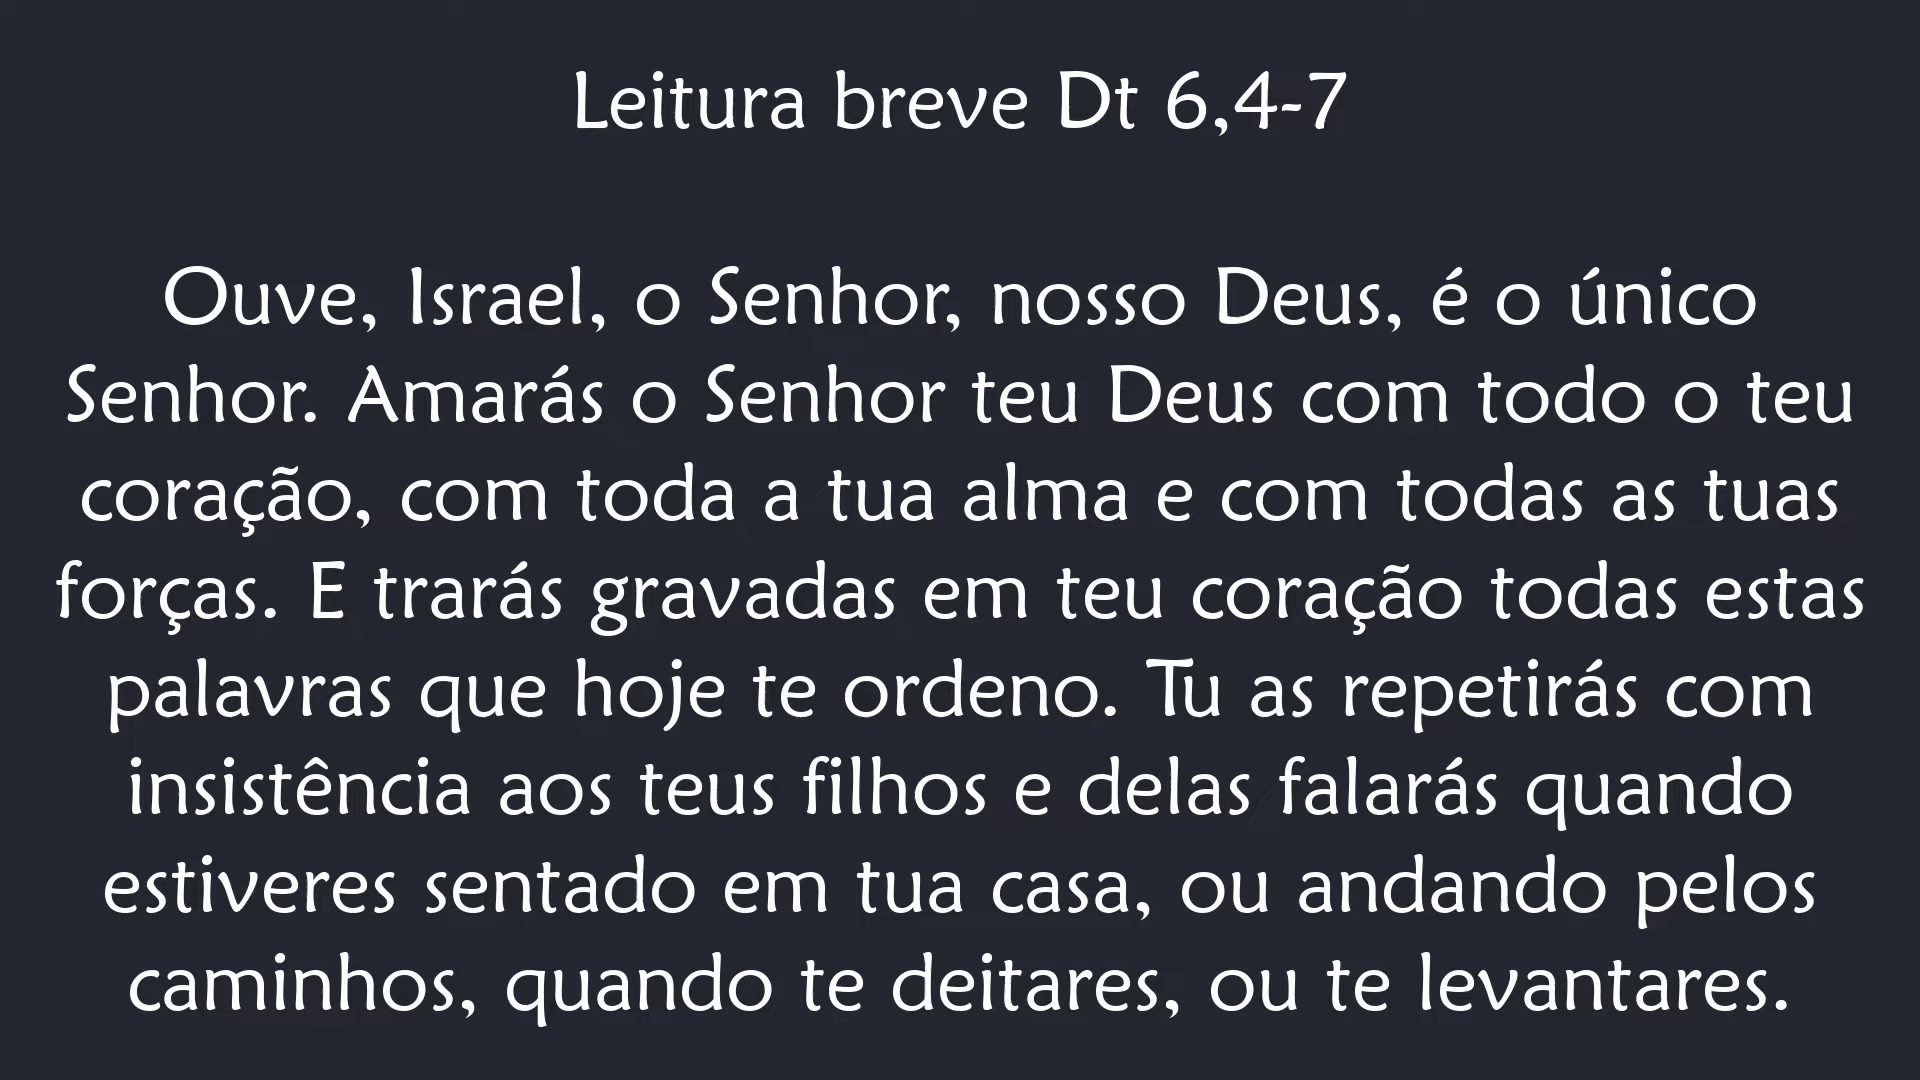 Leitura breve Dt 6,4-7
Ouve, Israel, o Senhor, nosso Deus, é o único
Senhor. Amarás o Senhor teu Deus com todo o teu
coração, com toda a tua alma e com todas as tuas
forças. E trarás gravadas em teu coração todas estas
palavras que hoje te ordeno. Tu as repetirás com
insistência aos teus filhos e delas falarás quando
estiveres sentado em tua casa, ou andando pelos
caminhos, quando te deitares, ou te levantares.